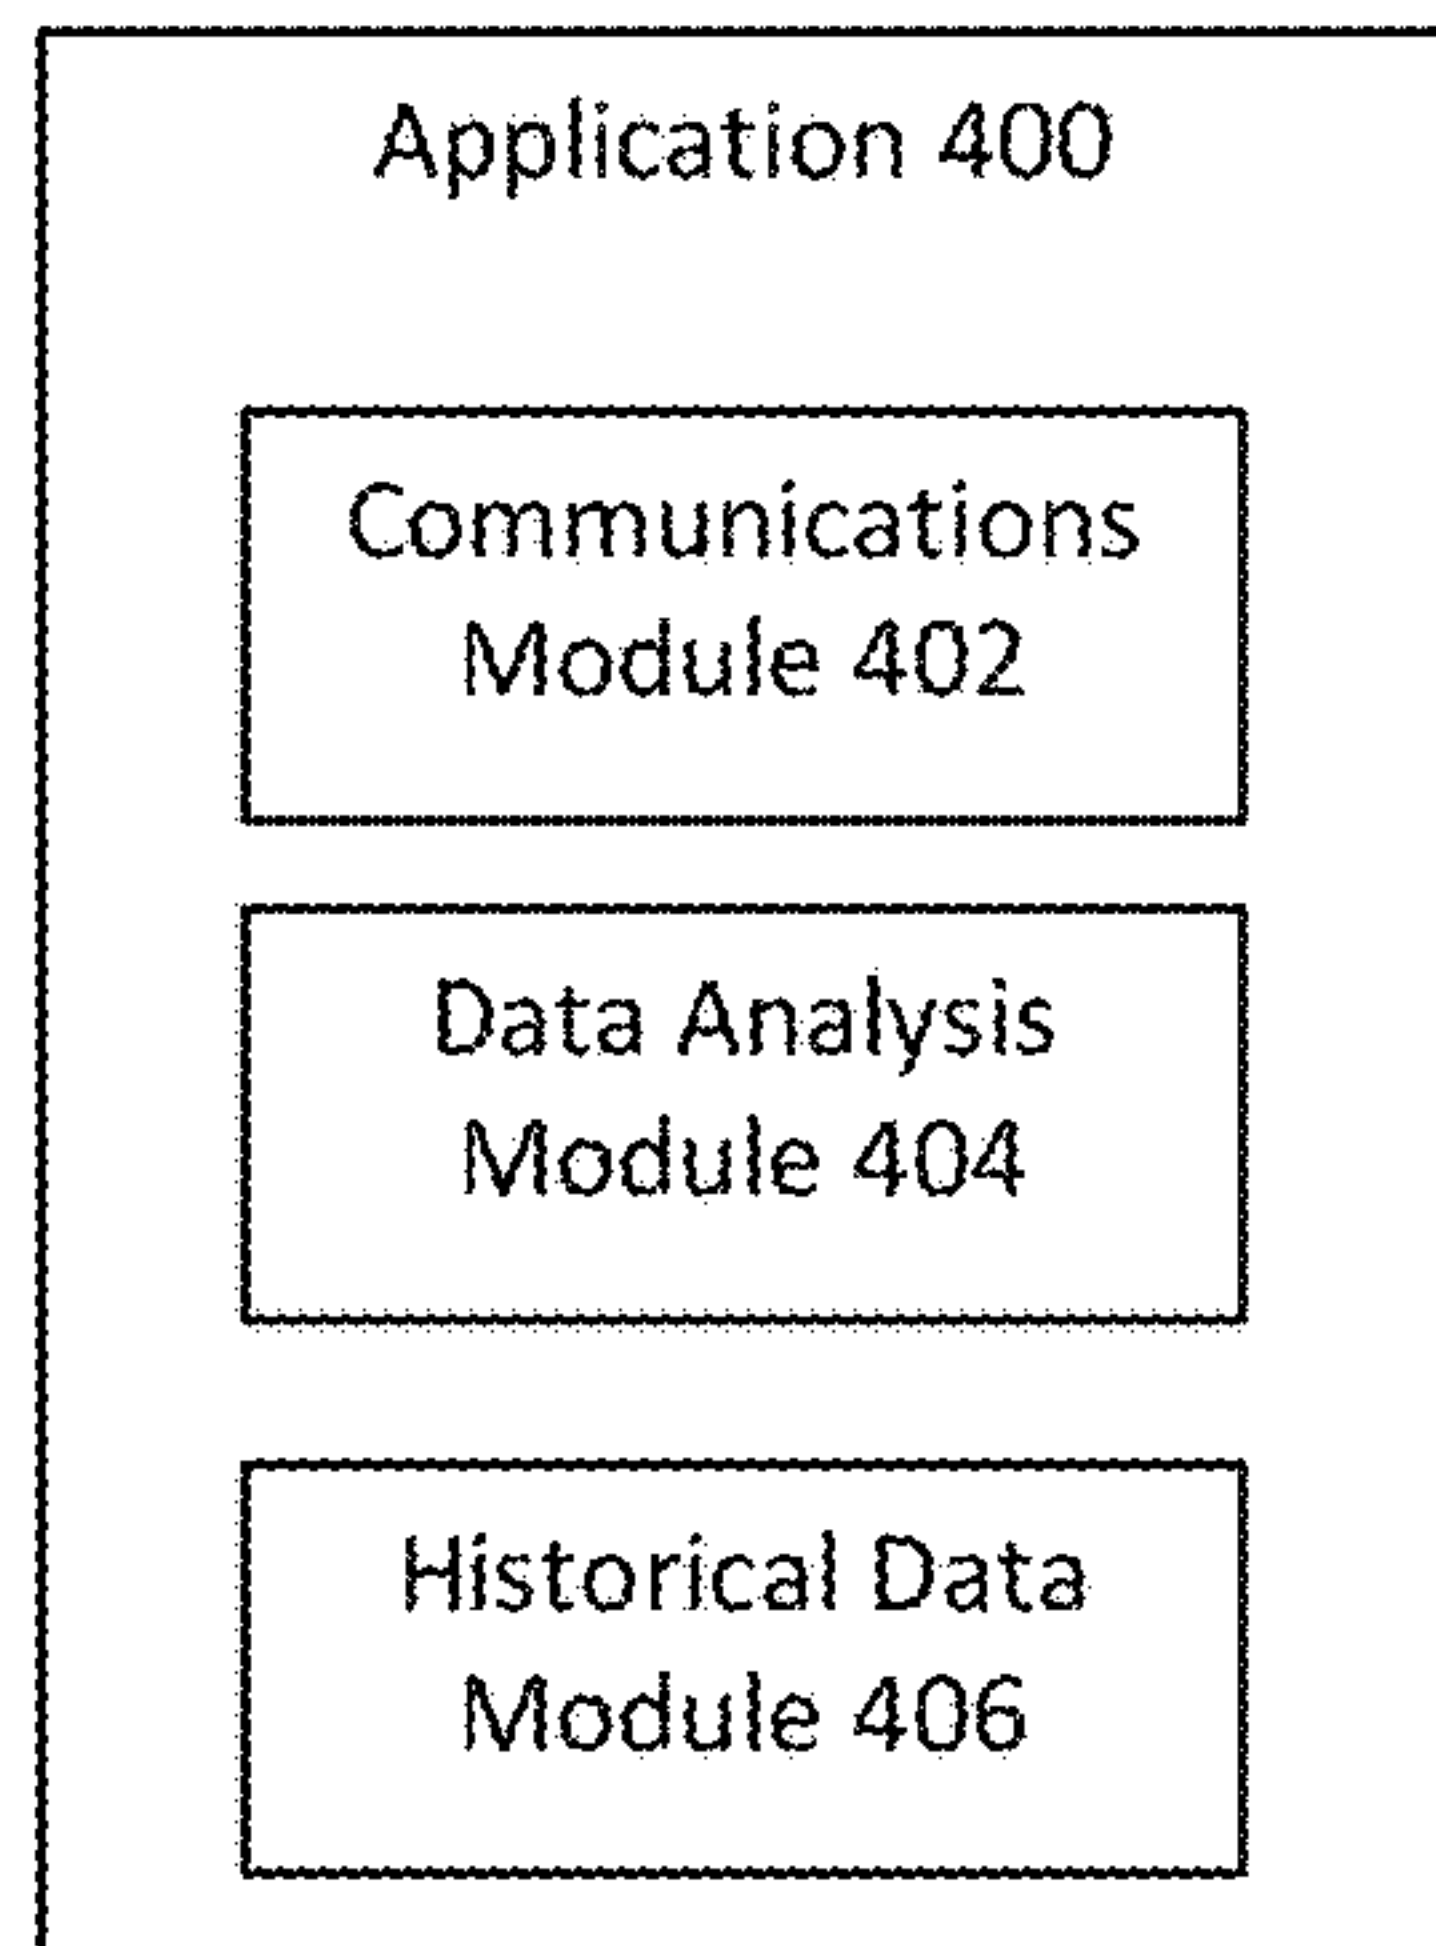 Application 400
Communications
Module 402
Data Analysis
Module 404
Historical Data
Module 406